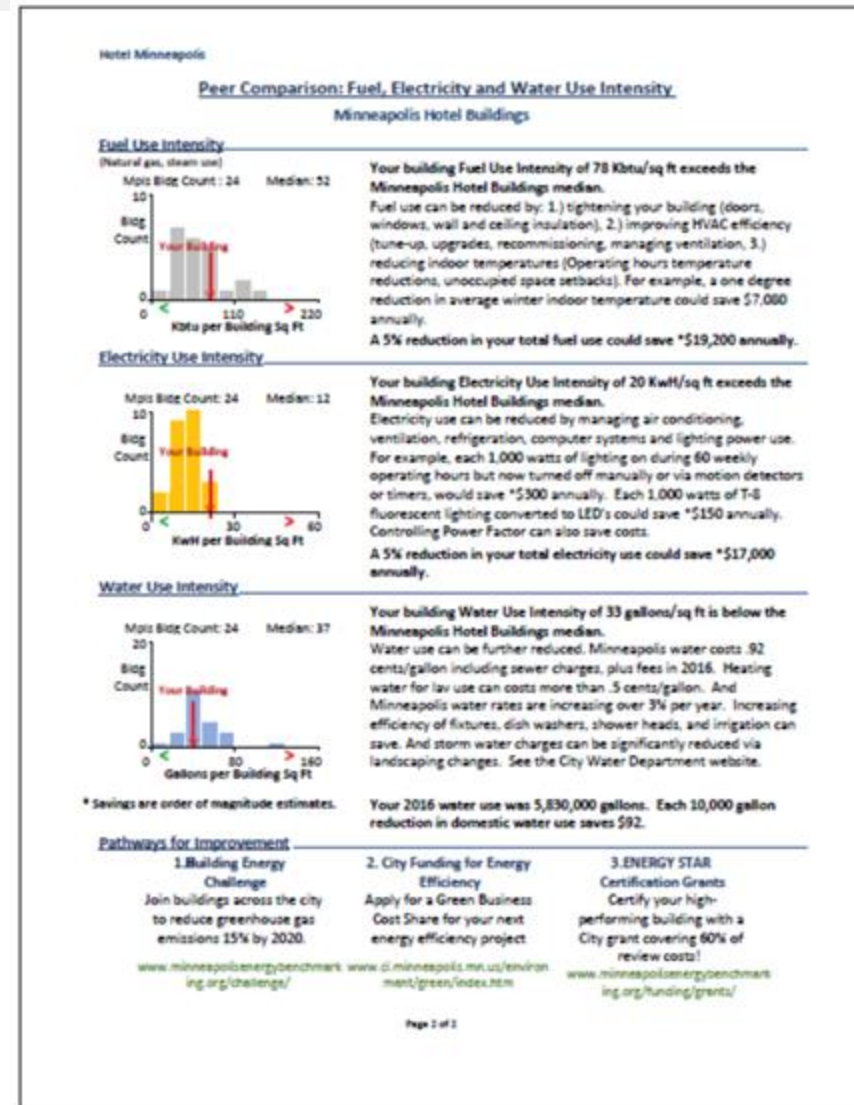 Hotel Minneapolis
Peer Comparison: Fuel, Electricity and Water Use Intensity
Minneapolis Hotel Buildings
Fuel Use Intensity
(Natural gas, steam use)
Mpls Bldg Count : 24 Median: 52
10
Bldg
Count
Your Building
0
< >
0 110 220
Kbtu per Building Sq Ft
Your building Fuel Use Intensity of 78 Kbtu/sq ft exceeds the
Minneapolis Hotel Buildings median.
Fuel use can be reduced by: 1.) tightening your building (doors,
windows, wall and ceiling insulation), 2.) improving HVAC efficiency
(tune-up, upgrades, recommissioning, managing ventilation, 3.)
reducing indoor temperatures (Operating hours temperature
reductions, unoccupied space setbacks). For example, a one degree
reduction in average winter indoor temperature could save $7,080
annually.
A 5% reduction in your total fuel use could save *$19,200 annually.
Electricity Use Intensity
Mpls Bldg Count: 24 Median: 12
10
Bldg
Count
Your Building
0
< >
0 30 60
KwH per Building Sq Ft
Your building Electricity Use Intensity of 20 KwH/sq ft exceeds the
Minneapolis Hotel Buildings median.
Electricity use can be reduced by managing air conditioning,
ventilation, refrigeration, computer systems and lighting power use.
For example, each 1,000 watts of lighting on during 60 weekly
operating hours but now turned off manually or via motion detectors
or timers, would save *$300 annually. Each 1,000 watts of T-8
fluorescent lighting converted to LED's could save *$150 annually.
Controlling Power Factor can also save costs.
A 5% reduction in your total electricity use could save *$17,000
annually.
Water Use Intensity
Mpls Bldg Count: 24 Median: 37
20
Bldg
Count
Your Building
0
< >
0 80 160
Gallons per Building Sq Ft
Your building Water Use Intensity of 33 gallons/sq ft is below the
Minneapolis Hotel Buildings median.
Water use can be further reduced. Minneapolis water costs .92
cents/gallon including sewer charges, plus fees in 2016. Heating
water for lav use can costs more than .5 cents/gallon. And
Minneapolis water rates are increasing over 3% per year. Increasing
efficiency of fixtures, dish washers, shower heads, and irrigation can
save. And storm water charges can be significantly reduced via
landscaping changes. See the City Water Department website.
* Savings are order of magnitude estimates.
Your 2016 water use was 5,830,000 gallons. Each 10,000 gallon
reduction in domestic water use saves $92.
Pathways for Improvement
1.Building Energy
Challenge
Join buildings across the city
to reduce greenhouse gas
emissions 15% by 2020.
www.minneapolisenergybenchmark
ing.org/challenge/
2. City Funding for Energy
Efficiency
Apply for a Green Business
Cost Share for your next
energy efficiency project
www.ci.minneapolis.mn.us/environ
ment/green/index.htm
3.ENERGY STAR
Certification Grants
Certify your high-
performing building with a
City grant covering 60% of
review costs!
www.minneapolisenergybenchmark
ing.org/funding/grants/
Page 2 of 2